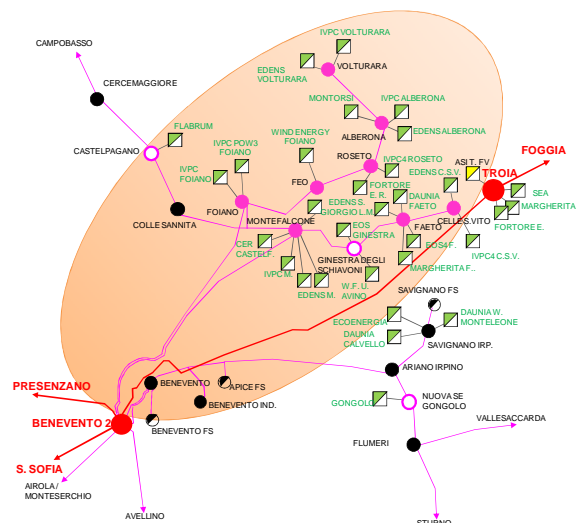 IVPC VOLTURARA
CAMPOBASSO
VOLTURARA
EDENS
VOLTURARA
CERCEMAGGIORE
MONTORSI
IVPC ALBERONA
FLABRUM
WIND ENERGY
FOIANO
ALBERONA
EDENS ALBERONA
IVPC POW3
FOIANO
CASTELPAGANO
ROSETO
IVPC4 ROSETO
ASI T. FV
FOGGIA
IVPC
FOIANO
EDENS C.S.V.
TROIA
FEO
FORTORE
E. R.
DAUNIA
FAETO
SEA
MARGHERITA
FORTORE E.
COLLE SANNITA
FOIANO
EDENS S.
GIORGIO L.M.
MONTEFALCONE
EOS
GINESTRA
FAETO
CELLE S.VITO
CER
CASTELF.
GINESTRA DEGLI
SCHIAVONI
EOS4 F.
IVPC4 C.S.V.
IVPC M.
MARGHERITA F..
EDENS M.
W.F. U.
AVINO
SAVIGNANO FS
ECOENERGIA
DAUNIA W.
MONTELEONE
DAUNIA
CALVELLO
SAVIGNANO IRP.
ARIANO IRPINO
PRESENZANO
BENEVENTO
APICE FS
BENEVENTO IND.
GONGOLO
NUOVA SE
GONGOLO
BENEVENTO 2
BENEVENTO FS
VALLESACCARDA
FLUMERI
S. SOFIA
AIROLA /
MONTESERCHIO
AVELLINO
STURNO